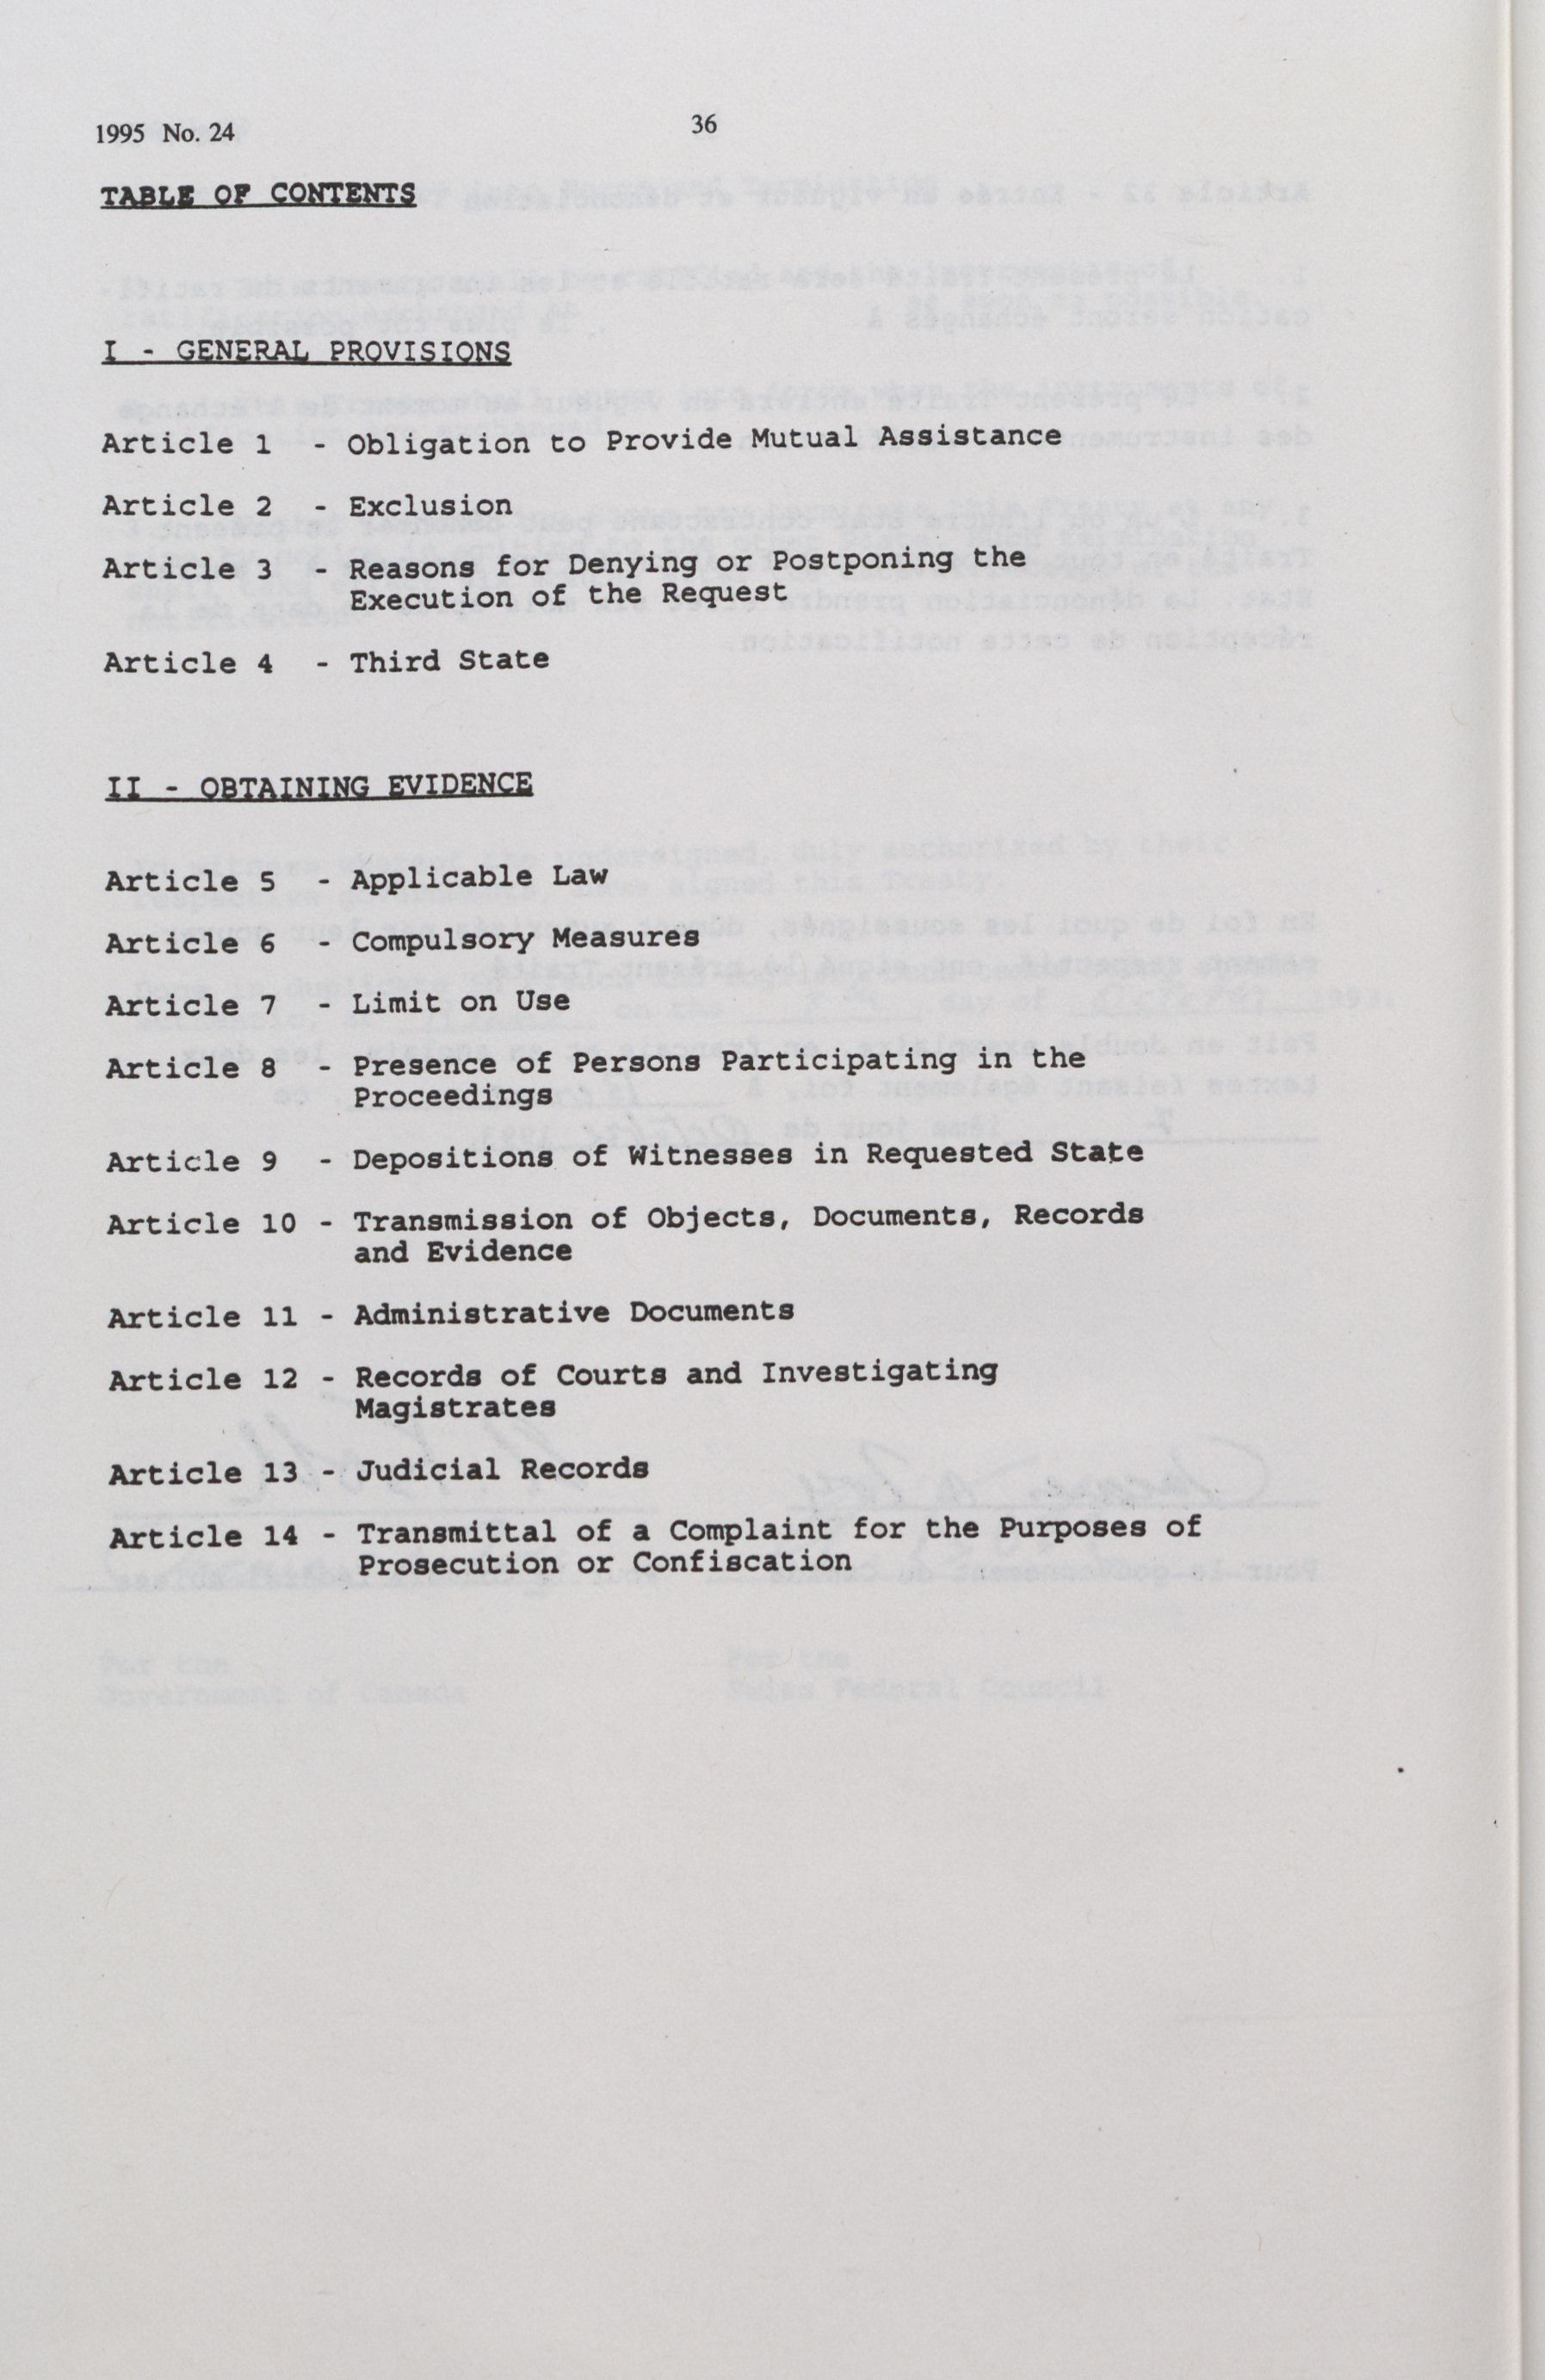 1995 No. 24
36
TABLE OF CONTENTS
I - GENERAL PROVISIONS
Article 1 - Obligation to Provide Mutual Assistance
Article 2 - Exclusion
Article 3 - Reasons for Denying or Postponing the
Execution of the Request
Article 4 - Third State
II - OBTAINING EVIDENCE
Article 5 - Applicable Law
Article 6 - Compulsory Measures
Article 7 - Limit on Use
Article 8 - Presence of Persons Participating in the
Proceedings
Article 9 - Depositions of Witnesses in Requested State
Article 10 - Transmission of Objects, Documents, Records
and Evidence
Article 11 - Administrative Documents
Article 12 - Records of Courts and Investigating
Magistrates
Article 13 - Judicial Records
Article 14 - Transmittal of a Complaint for the Purposes of
Prosecution or Confiscation